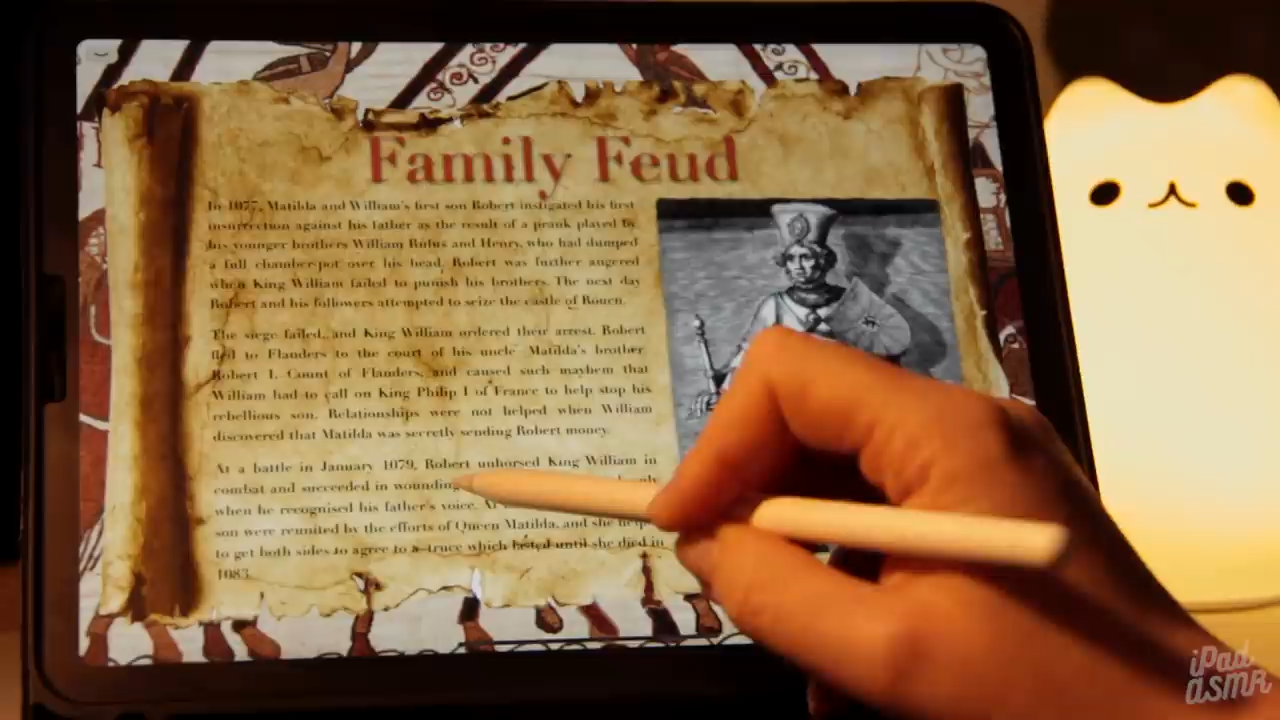 Family Feud
In 1077, Matilda and William's first son Robert instigated his first
insurrection against his father as the result of a prank played by
his younger brothers William Rufus and Henry, who had dumped
a full chamber-pot over his head. Robert was further angered
when King William failed to punish his brothers. The next day
Robert and his followers attempted to seize the castle of Rouen.
The siege failed, and King William ordered their arrest. Robert
fled to Flanders to the court of his uncle Matilda's brother
Robert I, Count of Flanders, and caused such mayhem that
William had to call on King Philip I of France to help stop his
rebellious son. Relationships were not helped when William
discovered that Matilda was secretly sending Robert money.
At a battle in January 1079, Robert unhorsed King William in
combat and succeeded in wounding
when he recognised his father's voice.
son were reunited by the efforts of Queen Matilda, and she
to get both sides to agree to a truce which lasted until she died in
1083.
iPad
ASMR